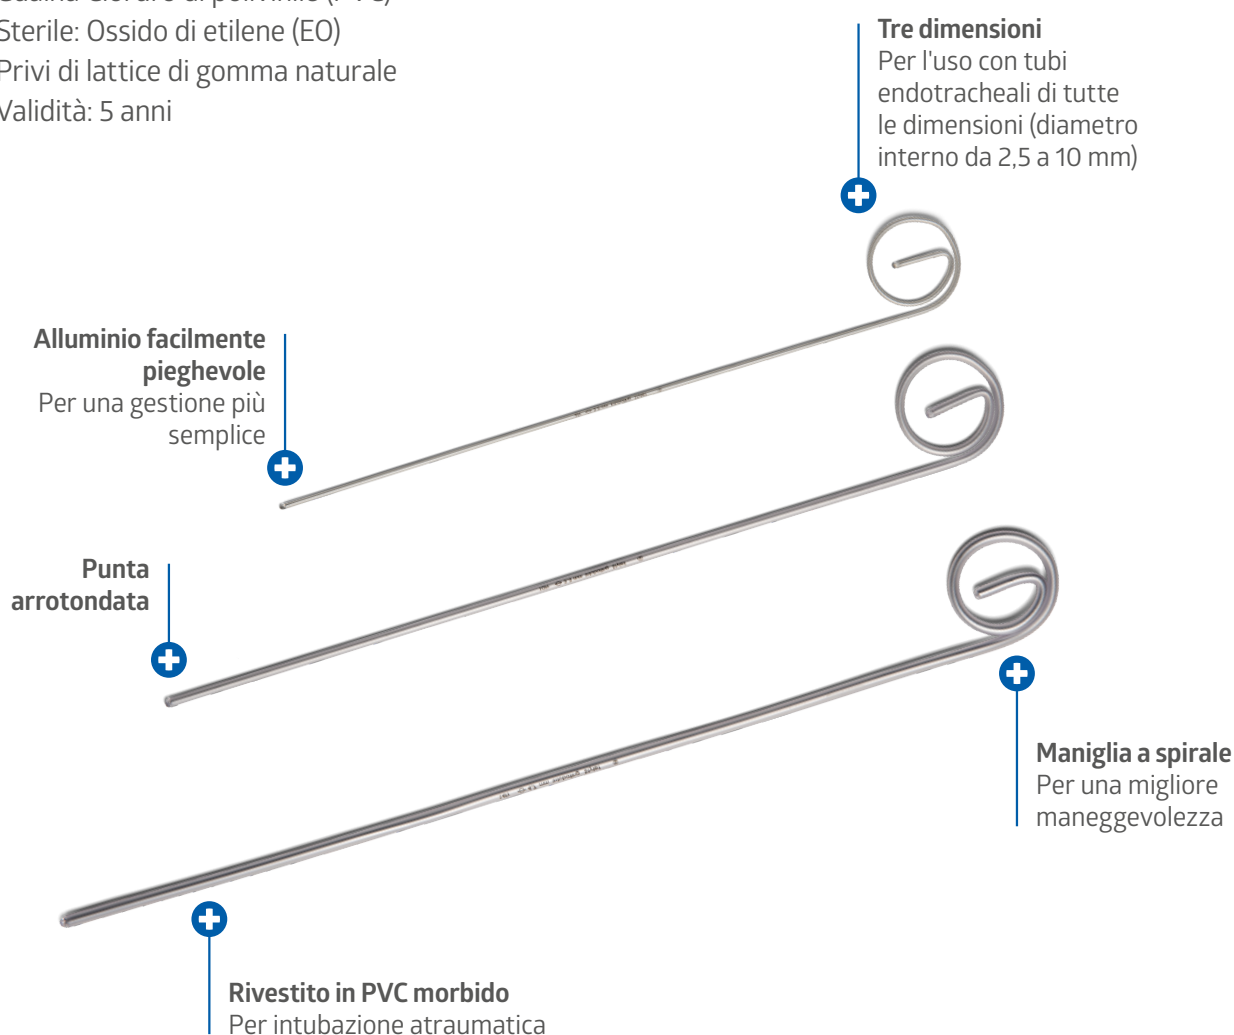 Sterile: Ossido di etilene (EO)
Privi di lattice di gomma naturale
Validità: 5 anni
Tre dimensioni
Per l'uso con tubi
endotracheali di tutte
le dimensioni (diametro
interno da 2,5 a 10 mm)
Alluminio facilmente
pieghevole
Per una gestione più
semplice
Punta
arrotondata
Maniglia a spirale
Per una migliore
maneggevolezza
Rivestito in PVC morbido
Per intubazione atraumatica